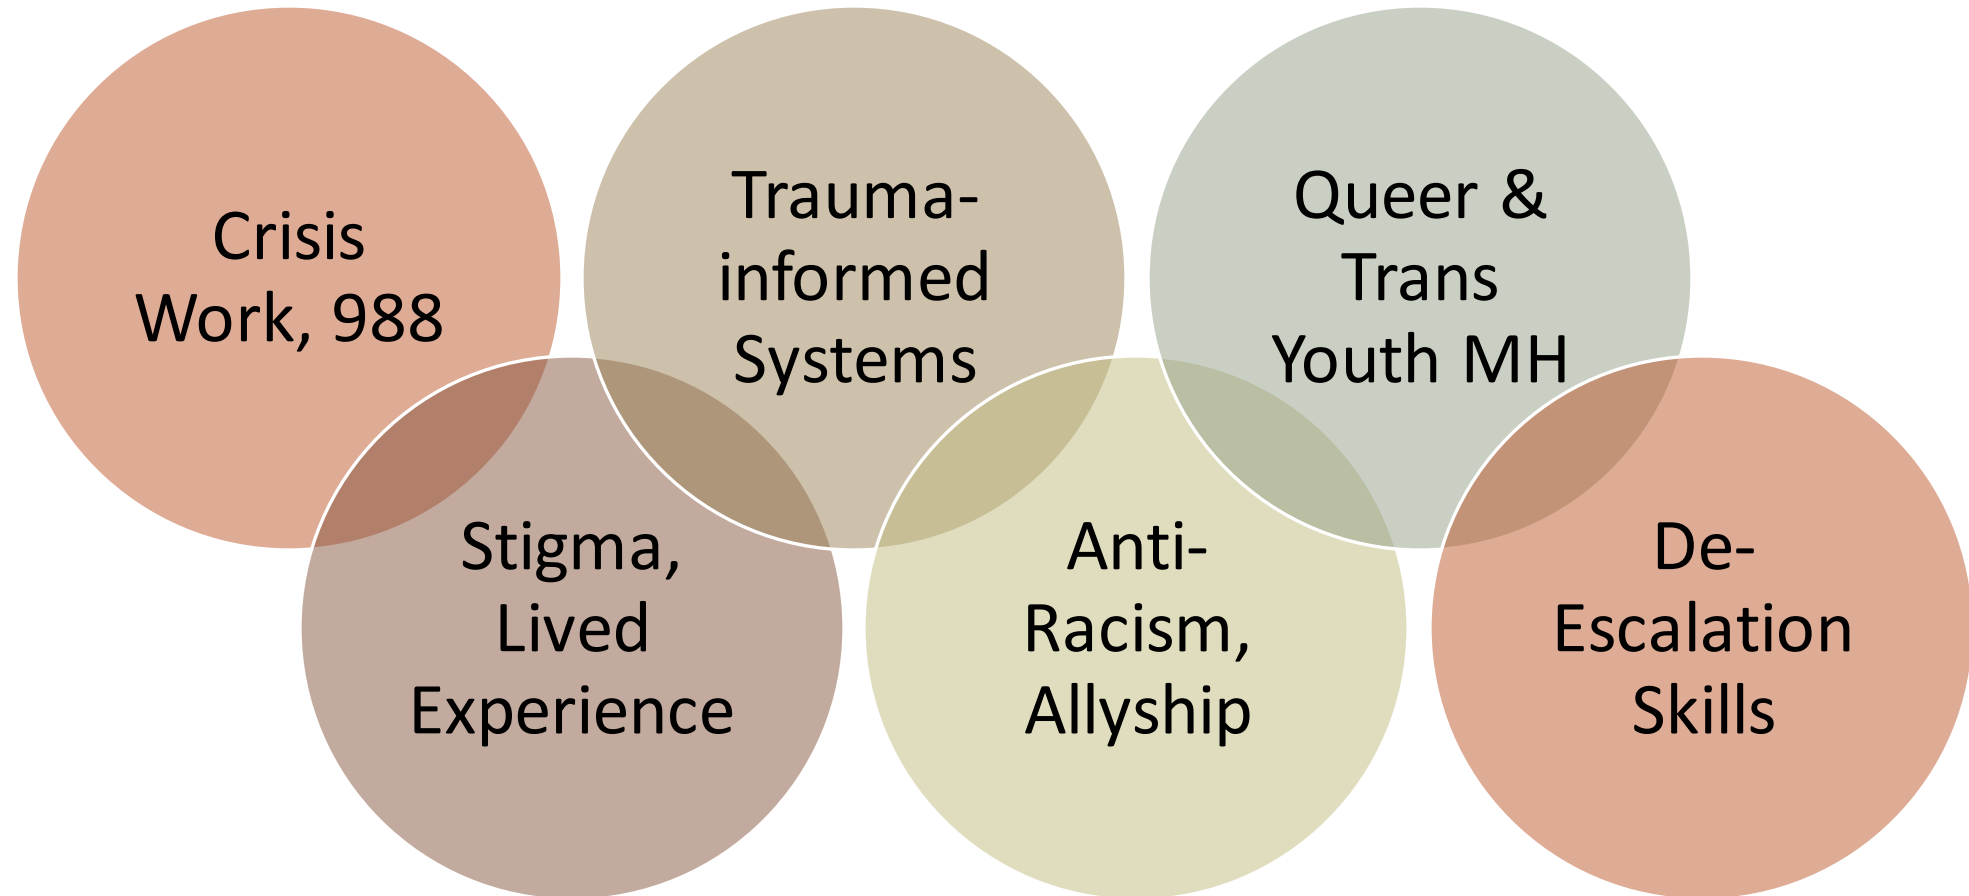 Crisis
Work, 988
Trauma-
informed
Systems
Queer &
Trans
Youth MH
Stigma,
Lived
Experience
Anti-
Racism,
Allyship
De-
Escalation
Skills